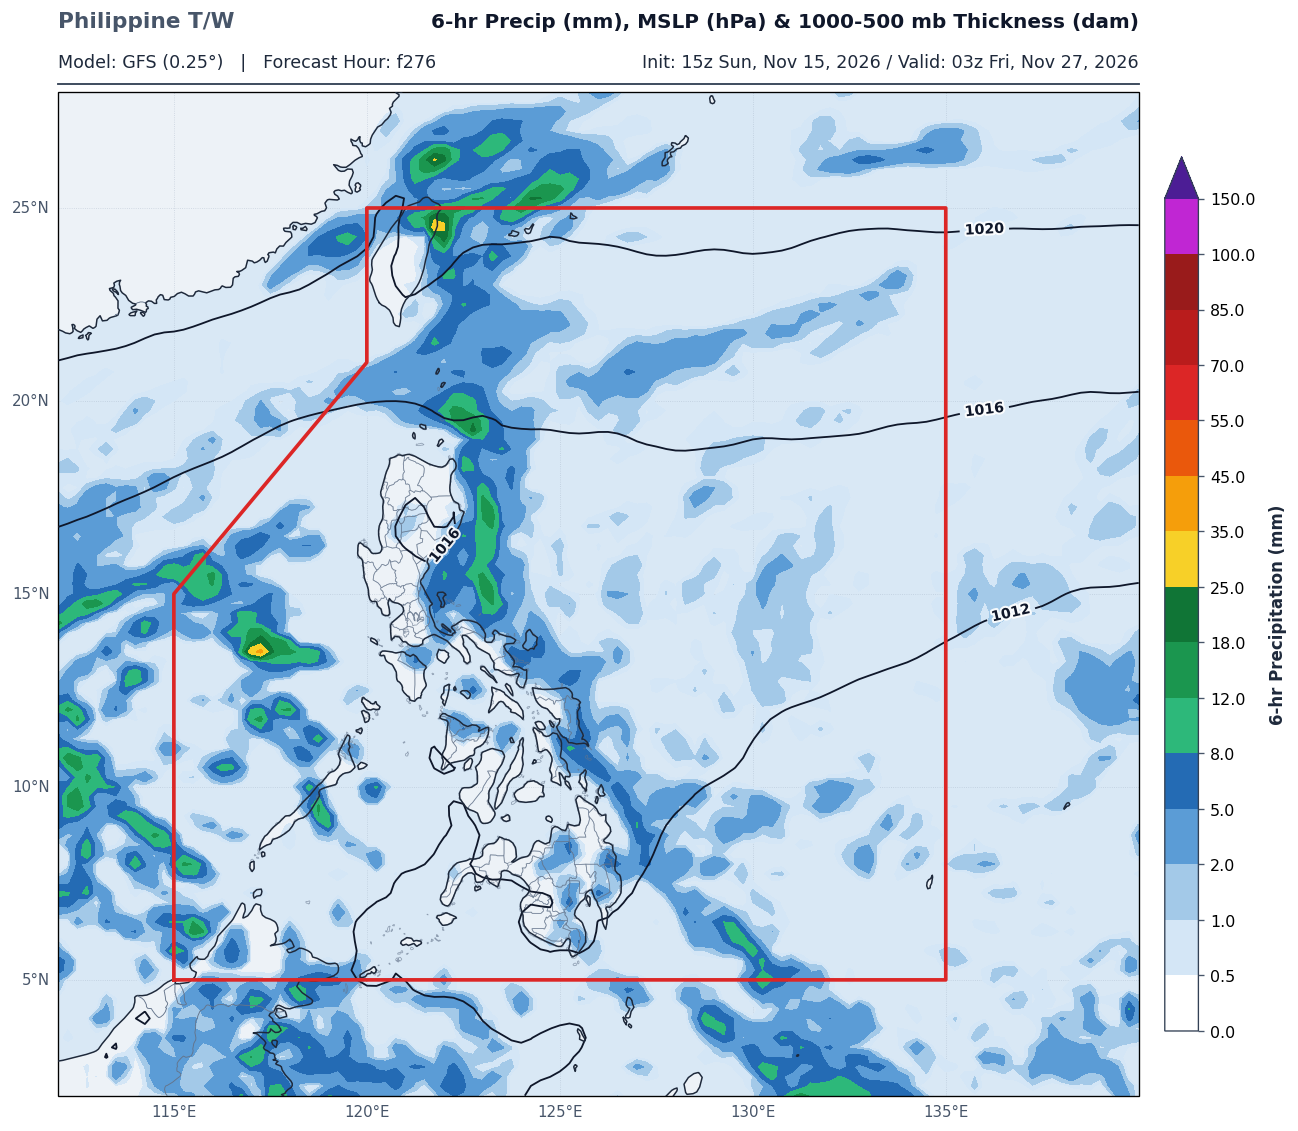 Philippine T/W
6-hr Precip (mm), MSLP (hPa) & 1000-500 mb Thickness (dam)
Model: GFS (0.25°)   |   Forecast Hour: f276
Init: 15z Sun, Nov 15, 2026 / Valid: 03z Fri, Nov 27, 2026
25°N
20°N
15°N
10°N
5°N
115°E
120°E
125°E
130°E
135°E
1020
1016
1016
1012
150.0
100.0
85.0
70.0
55.0
45.0
35.0
25.0
18.0
12.0
8.0
5.0
2.0
1.0
0.5
0.0
6-hr Precipitation (mm)